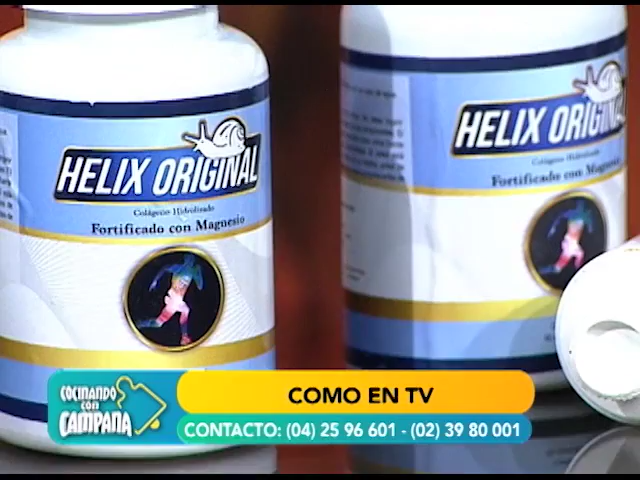 HELIX ORIGINAL
Colágeno Hidrolizado
Fortificado con Magnesio
HELIX ORIGINAL
Colágeno Hidrolizado
Fortificado con Magnesio
COCINANDO
con
CAMPANA
COMO EN TV
CONTACTO: (04) 25 96 601 - (02) 39 80 001